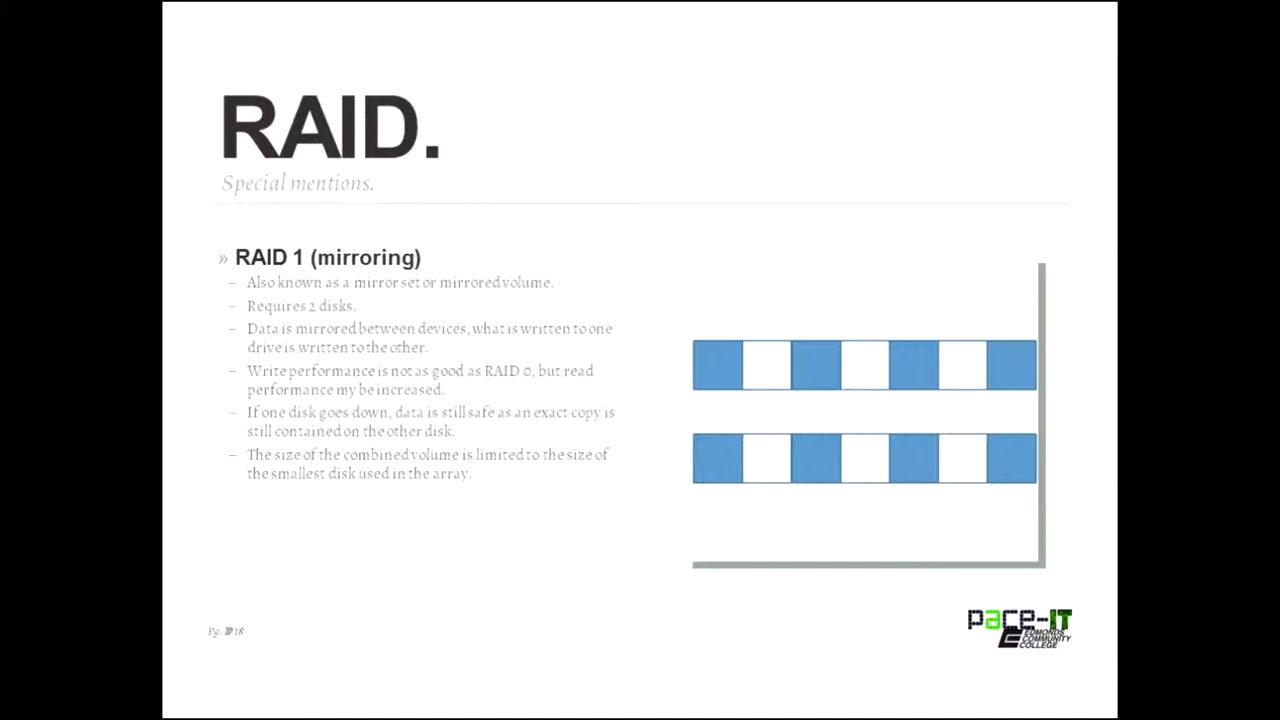 RAID.
Special mentions.
» RAID 1 (mirroring)
– Also known as a mirror set or mirrored volume.
– Requires 2 disks.
– Data is mirrored between devices, what is written to one
drive is written to the other.
– Write performance is not as good as RAID 0, but read
performance my be increased.
– If one disk goes down, data is still safe as an exact copy is
still contained on the other disk.
– The size of the combined volume is limited to the size of
the smallest disk used in the array.
Pg. 18
pace-IT
EDMONDS
COMMUNITY
COLLEGE